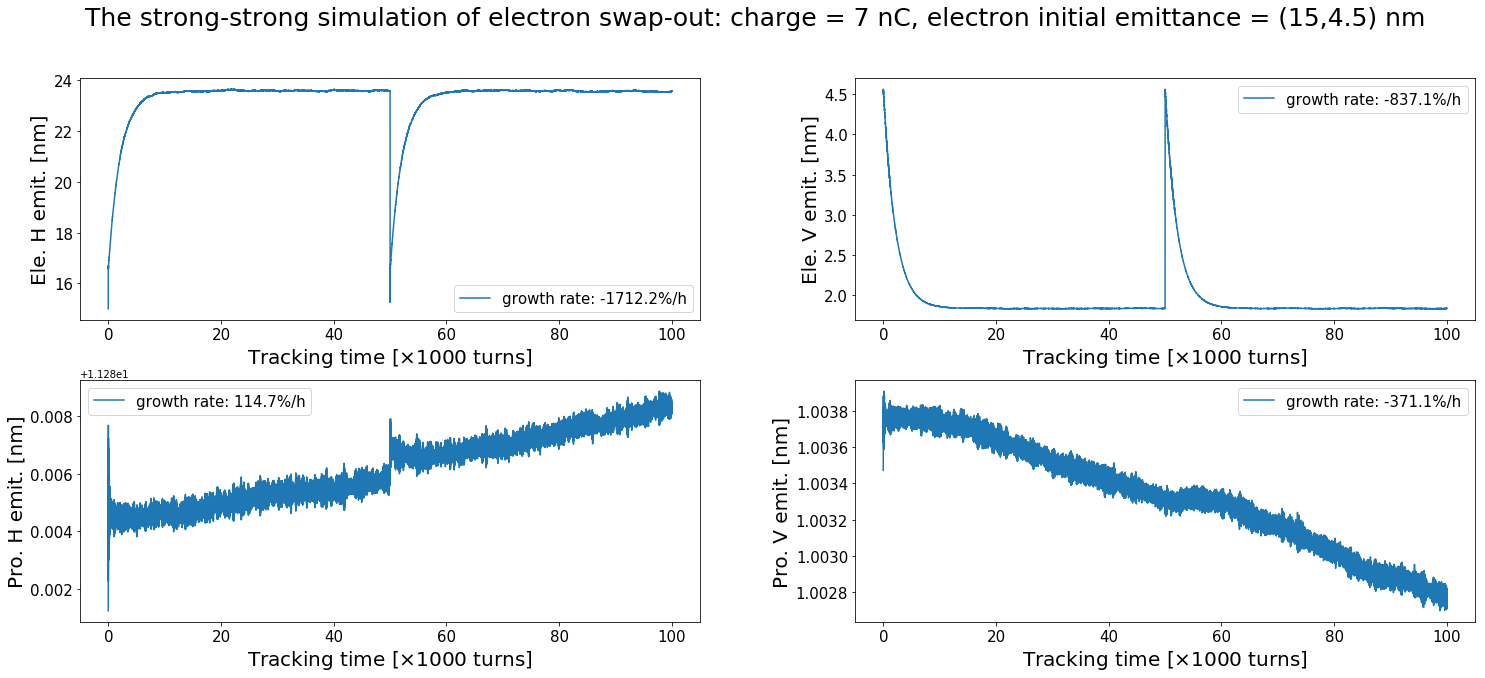 The strong-strong simulation of electron swap-out: charge = 7 nC, electron initial emittance = (15,4.5) nm
24
22
20
18
16
Ele. H emit. [nm]
growth rate: -1712.2%/h
0 20 40 60 80 100
Tracking time [×1000 turns]
4.5
4.0
3.5
3.0
2.5
2.0
Ele. V emit. [nm]
growth rate: -837.1%/h
0 20 40 60 80 100
Tracking time [×1000 turns]
+1.128e1
0.008
0.006
0.004
0.002
Pro. H emit. [nm]
growth rate: 114.7%/h
0 20 40 60 80 100
Tracking time [×1000 turns]
1.0038
1.0036
1.0034
1.0032
1.0030
1.0028
Pro. V emit. [nm]
growth rate: -371.1%/h
0 20 40 60 80 100
Tracking time [×1000 turns]